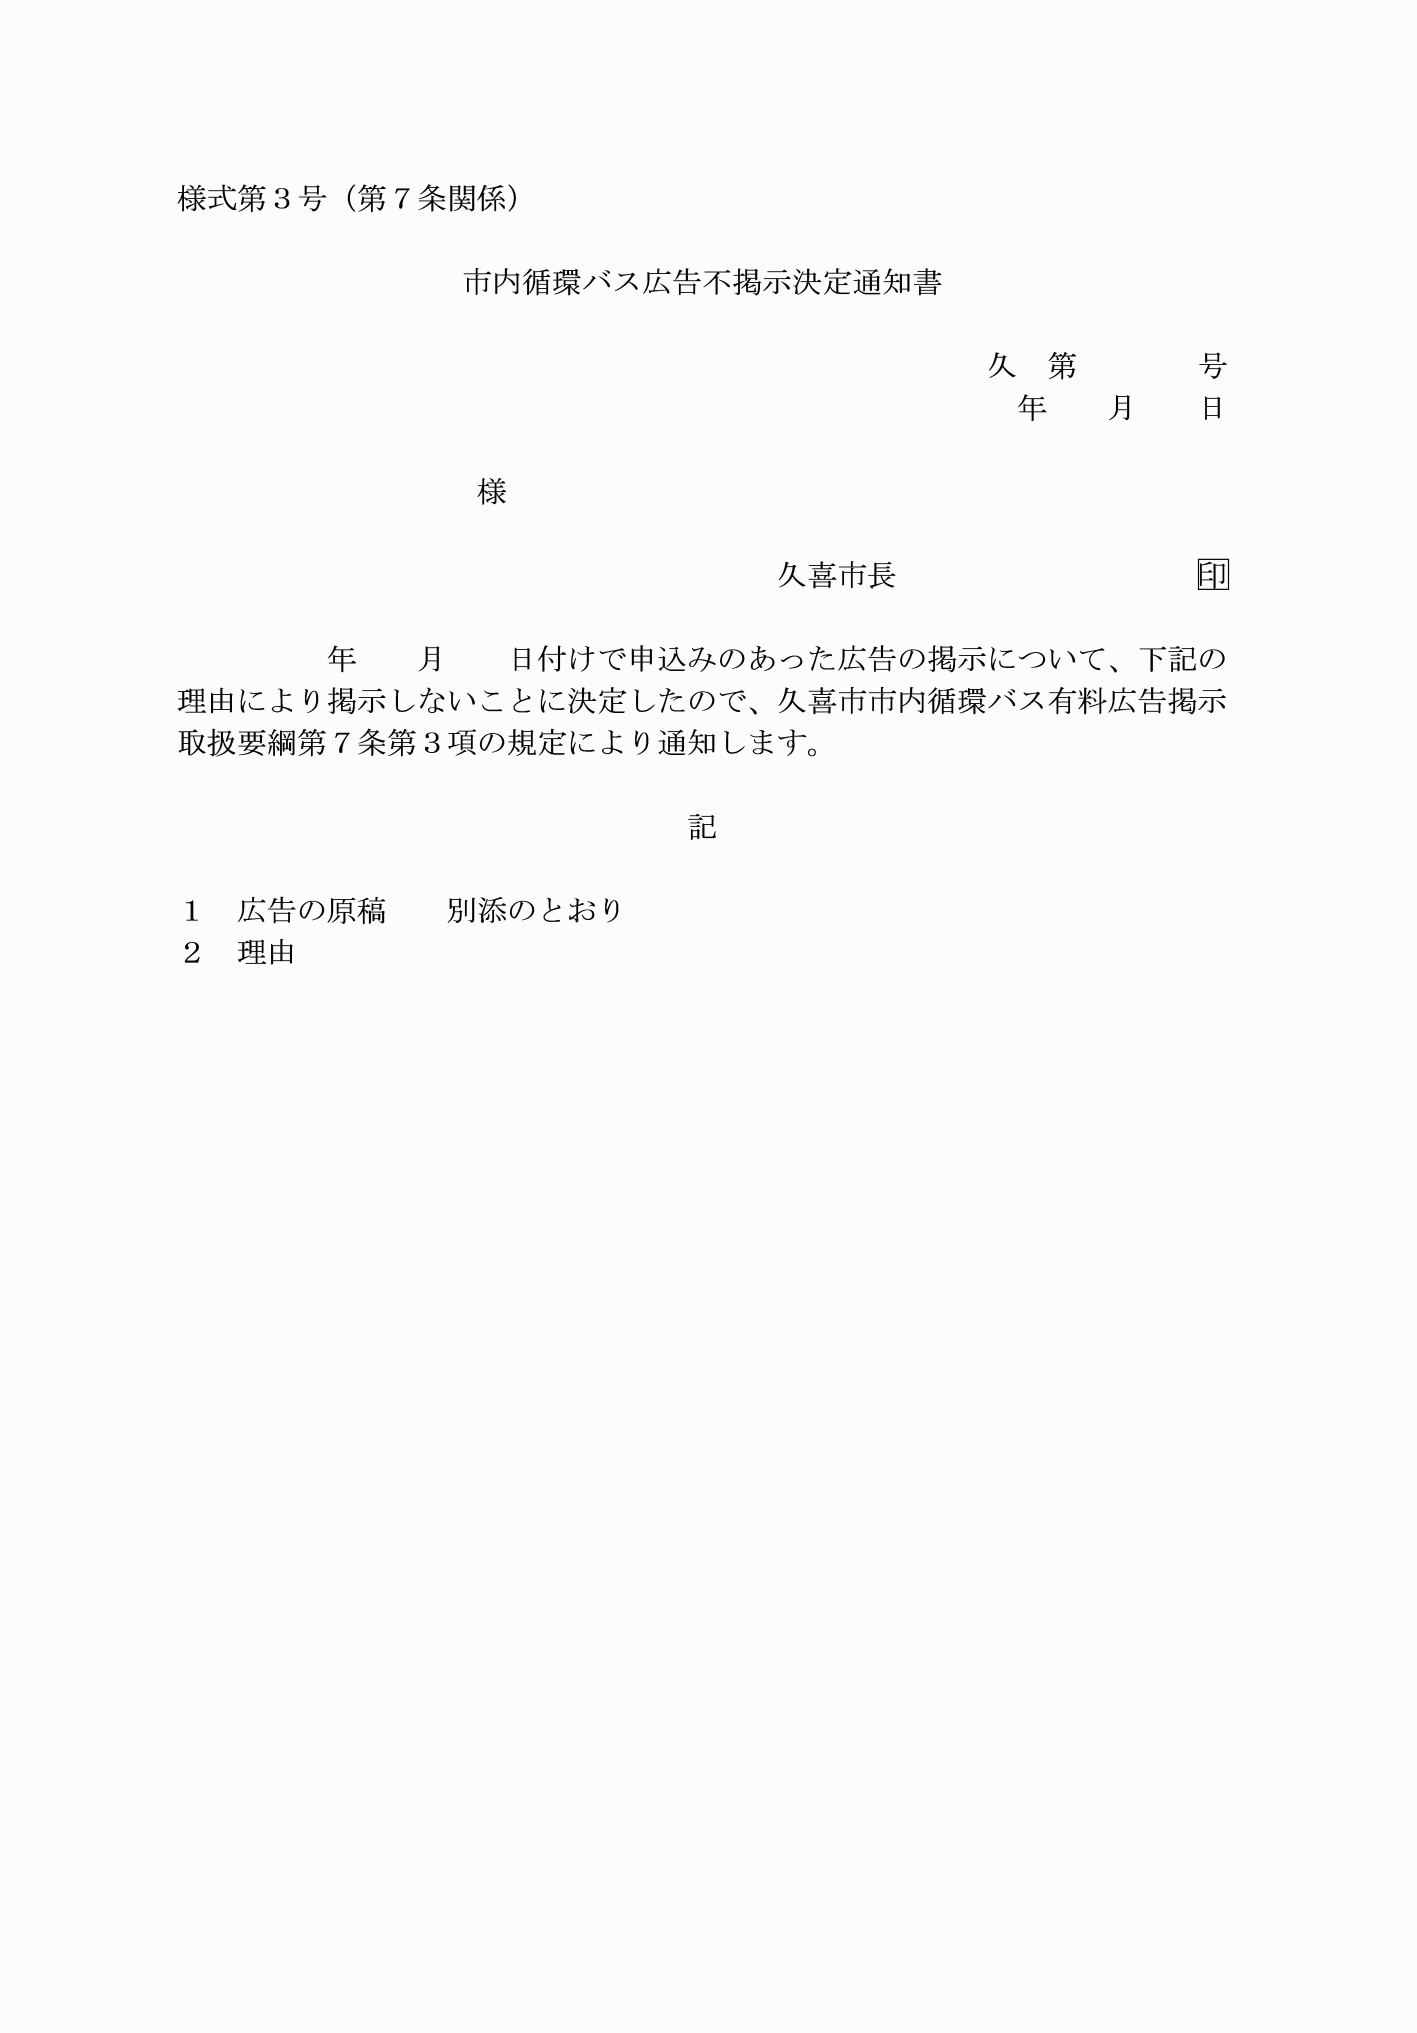 様式第３号（第７条関係）
市内循環バス広告不掲示決定通知書
久　第　　　　号
年　　月　　日
様
久喜市長　　　　　　　　　　印
年　　月　　日付けで申込みのあった広告の掲示について、下記の
理由により掲示しないことに決定したので、久喜市市内循環バス有料広告掲示
取扱要綱第７条第３項の規定により通知します。
記
１　広告の原稿　　別添のとおり
２　理由